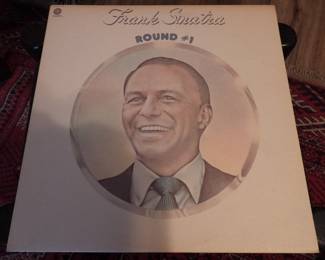 Frank Sinatra
ROUND #1